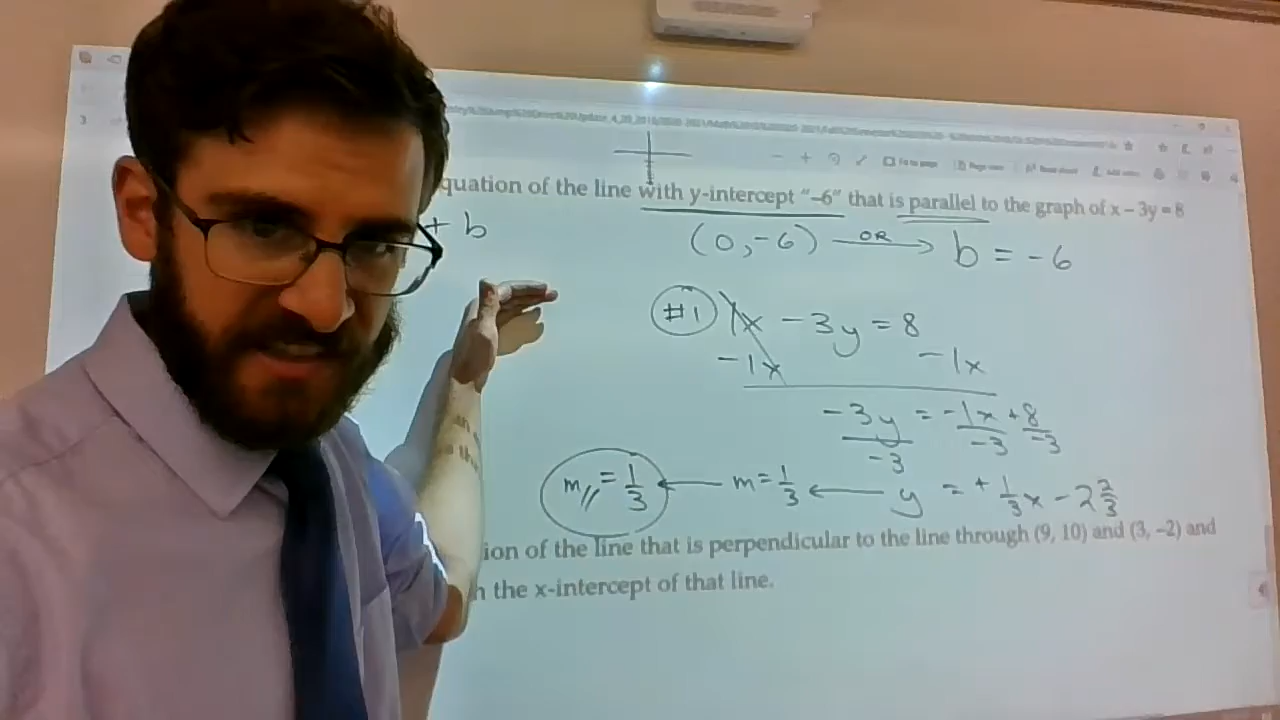 quation of the line with y-intercept "–6" that is parallel to the graph of x – 3y = 8
+ b
(0, -6) OR → b = -6
#1 1x - 3y = 8
-1x -1x
-3y = -1x + 8
-3 -3 -3
m// = 1/3 ← m = 1/3 ← y = + 1/3 x - 2 2/3
ion of the line that is perpendicular to the line through (9, 10) and (3, –2) and
h the x-intercept of that line.